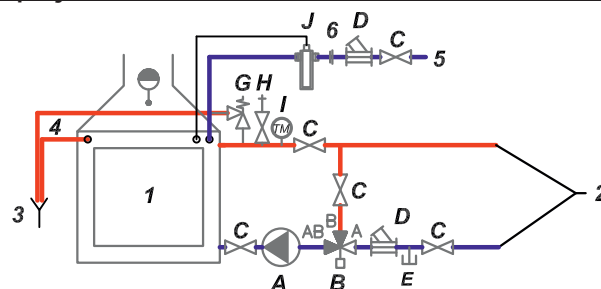 J 6 D C 5
G H I
4 TM C
1 C 2
3 B
C AB A D C
A B E